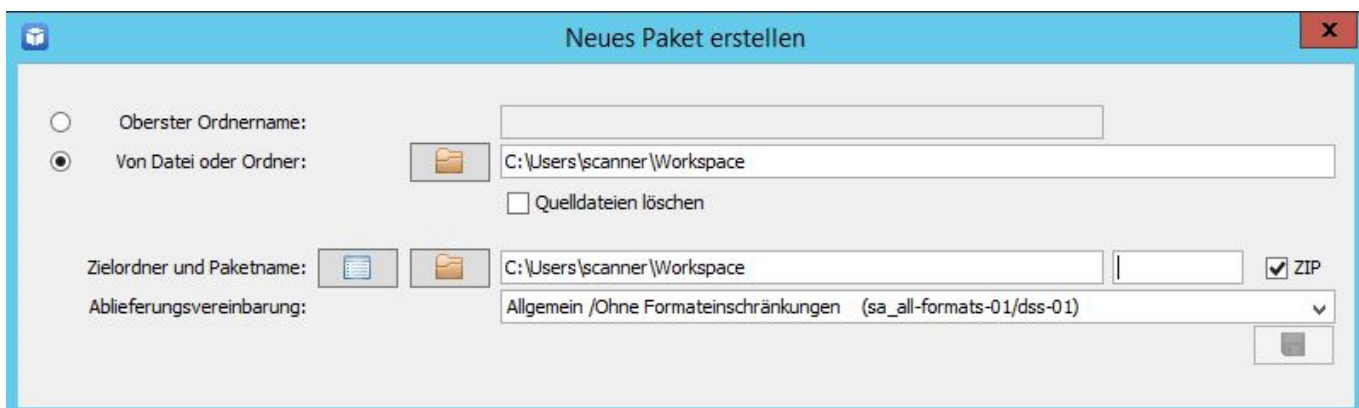 Neues Paket erstellen
x
Oberster Ordnername:
Von Datei oder Ordner: C:\Users\scanner\Workspace
Quelldateien löschen
Zielordner und Paketname: C:\Users\scanner\Workspace ZIP
Ablieferungsvereinbarung: Allgemein /Ohne Formateinschränkungen (sa_all-formats-01/dss-01)